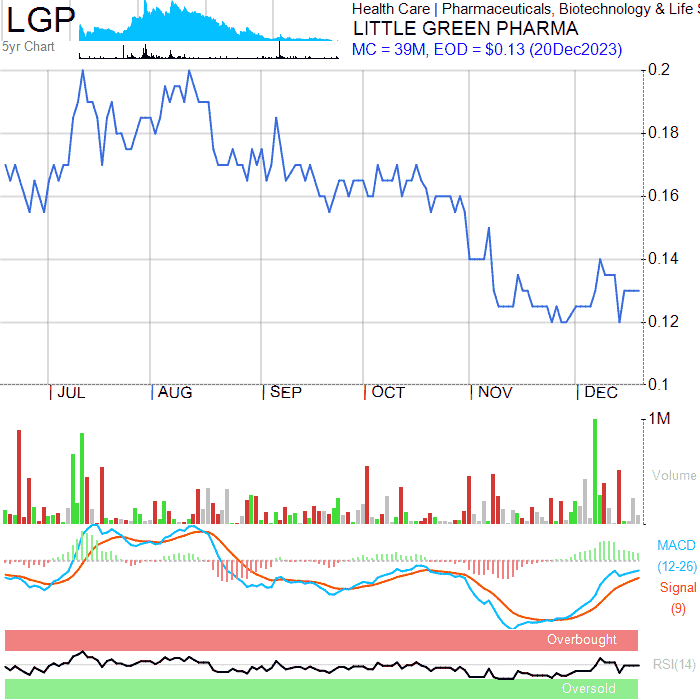 LGP
5yr Chart
Health Care | Pharmaceuticals, Biotechnology & Life S
LITTLE GREEN PHARMA
MC = 39M, EOD = $0.13 (20Dec2023)
0.2
0.18
0.16
0.14
0.12
0.1
JUL AUG SEP OCT NOV DEC
1M
Volume
MACD
(12-26)
Signal
(9)
Overbought
RSI(14)
Oversold